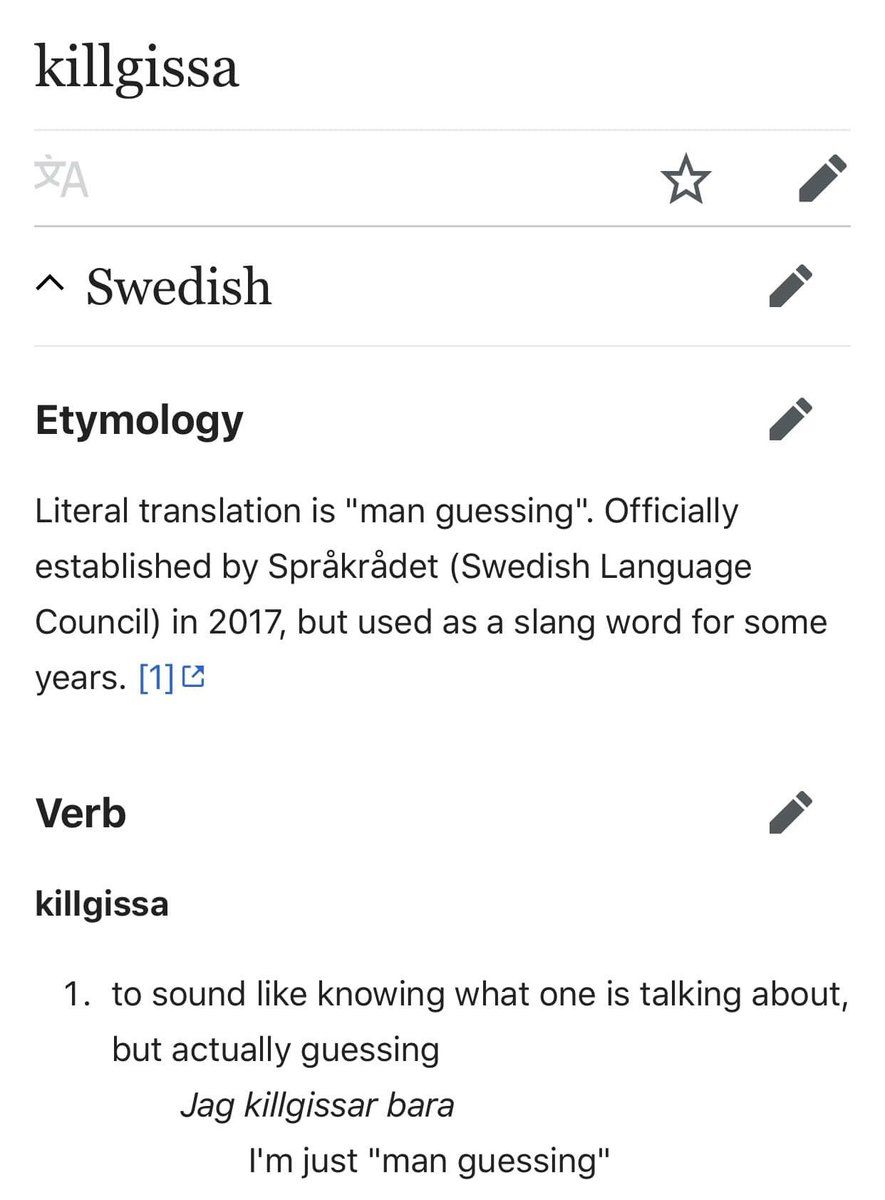 killgissa
文A
Swedish
Etymology
Literal translation is "man guessing". Officially
established by Språkrådet (Swedish Language
Council) in 2017, but used as a slang word for some
years. [1]
Verb
killgissa
1. to sound like knowing what one is talking about,
but actually guessing
Jag killgissar bara
I'm just "man guessing"